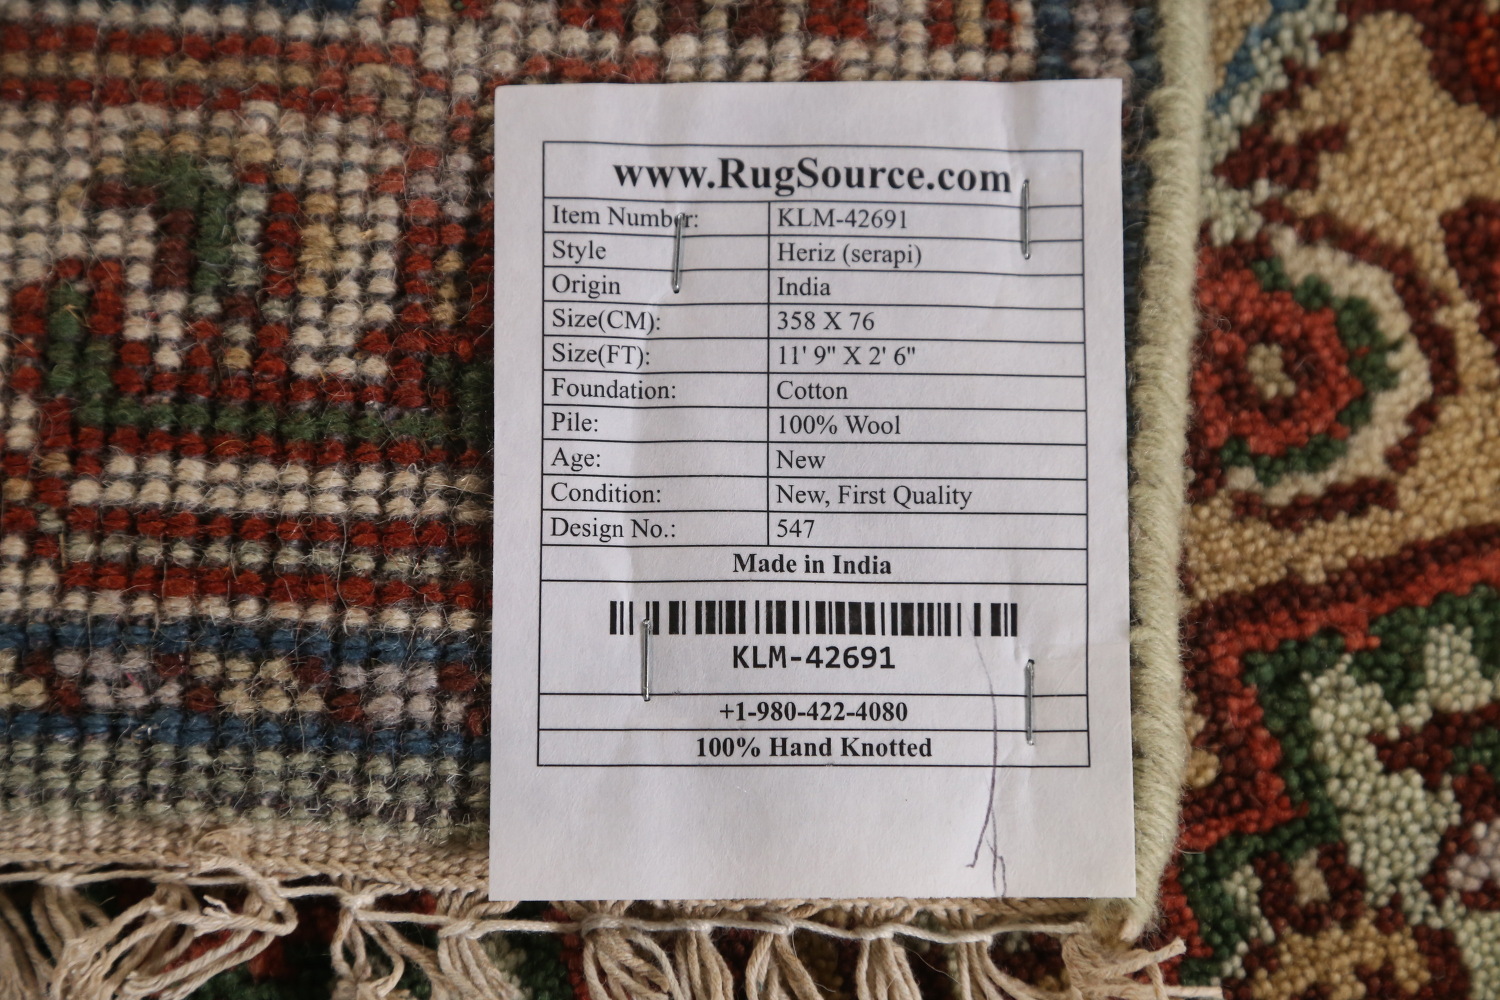 www.RugSource.com
Item Number: KLM-42691
Style Heriz (serapi)
Origin India
Size(CM): 358 X 76
Size(FT): 11' 9" X 2' 6"
Foundation: Cotton
Pile: 100% Wool
Age: New
Condition: New, First Quality
Design No.: 547
Made in India
KLM-42691
+1-980-422-4080
100% Hand Knotted